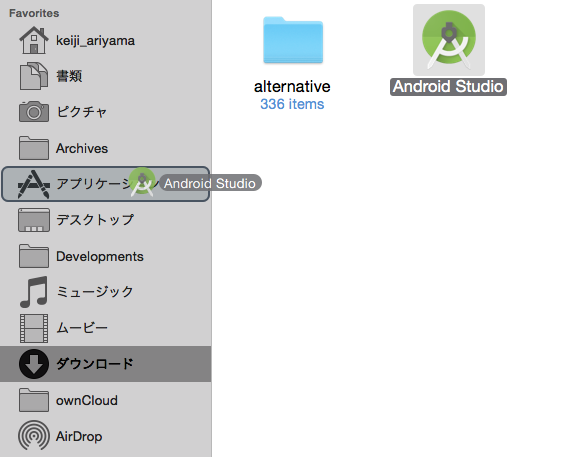 Favorites
keiji_ariyama
書類
ピクチャ
Archives
アプリケーション
Android Studio
デスクトップ
Developments
ミュージック
ムービー
ダウンロード
ownCloud
AirDrop
alternative
336 items
Android Studio